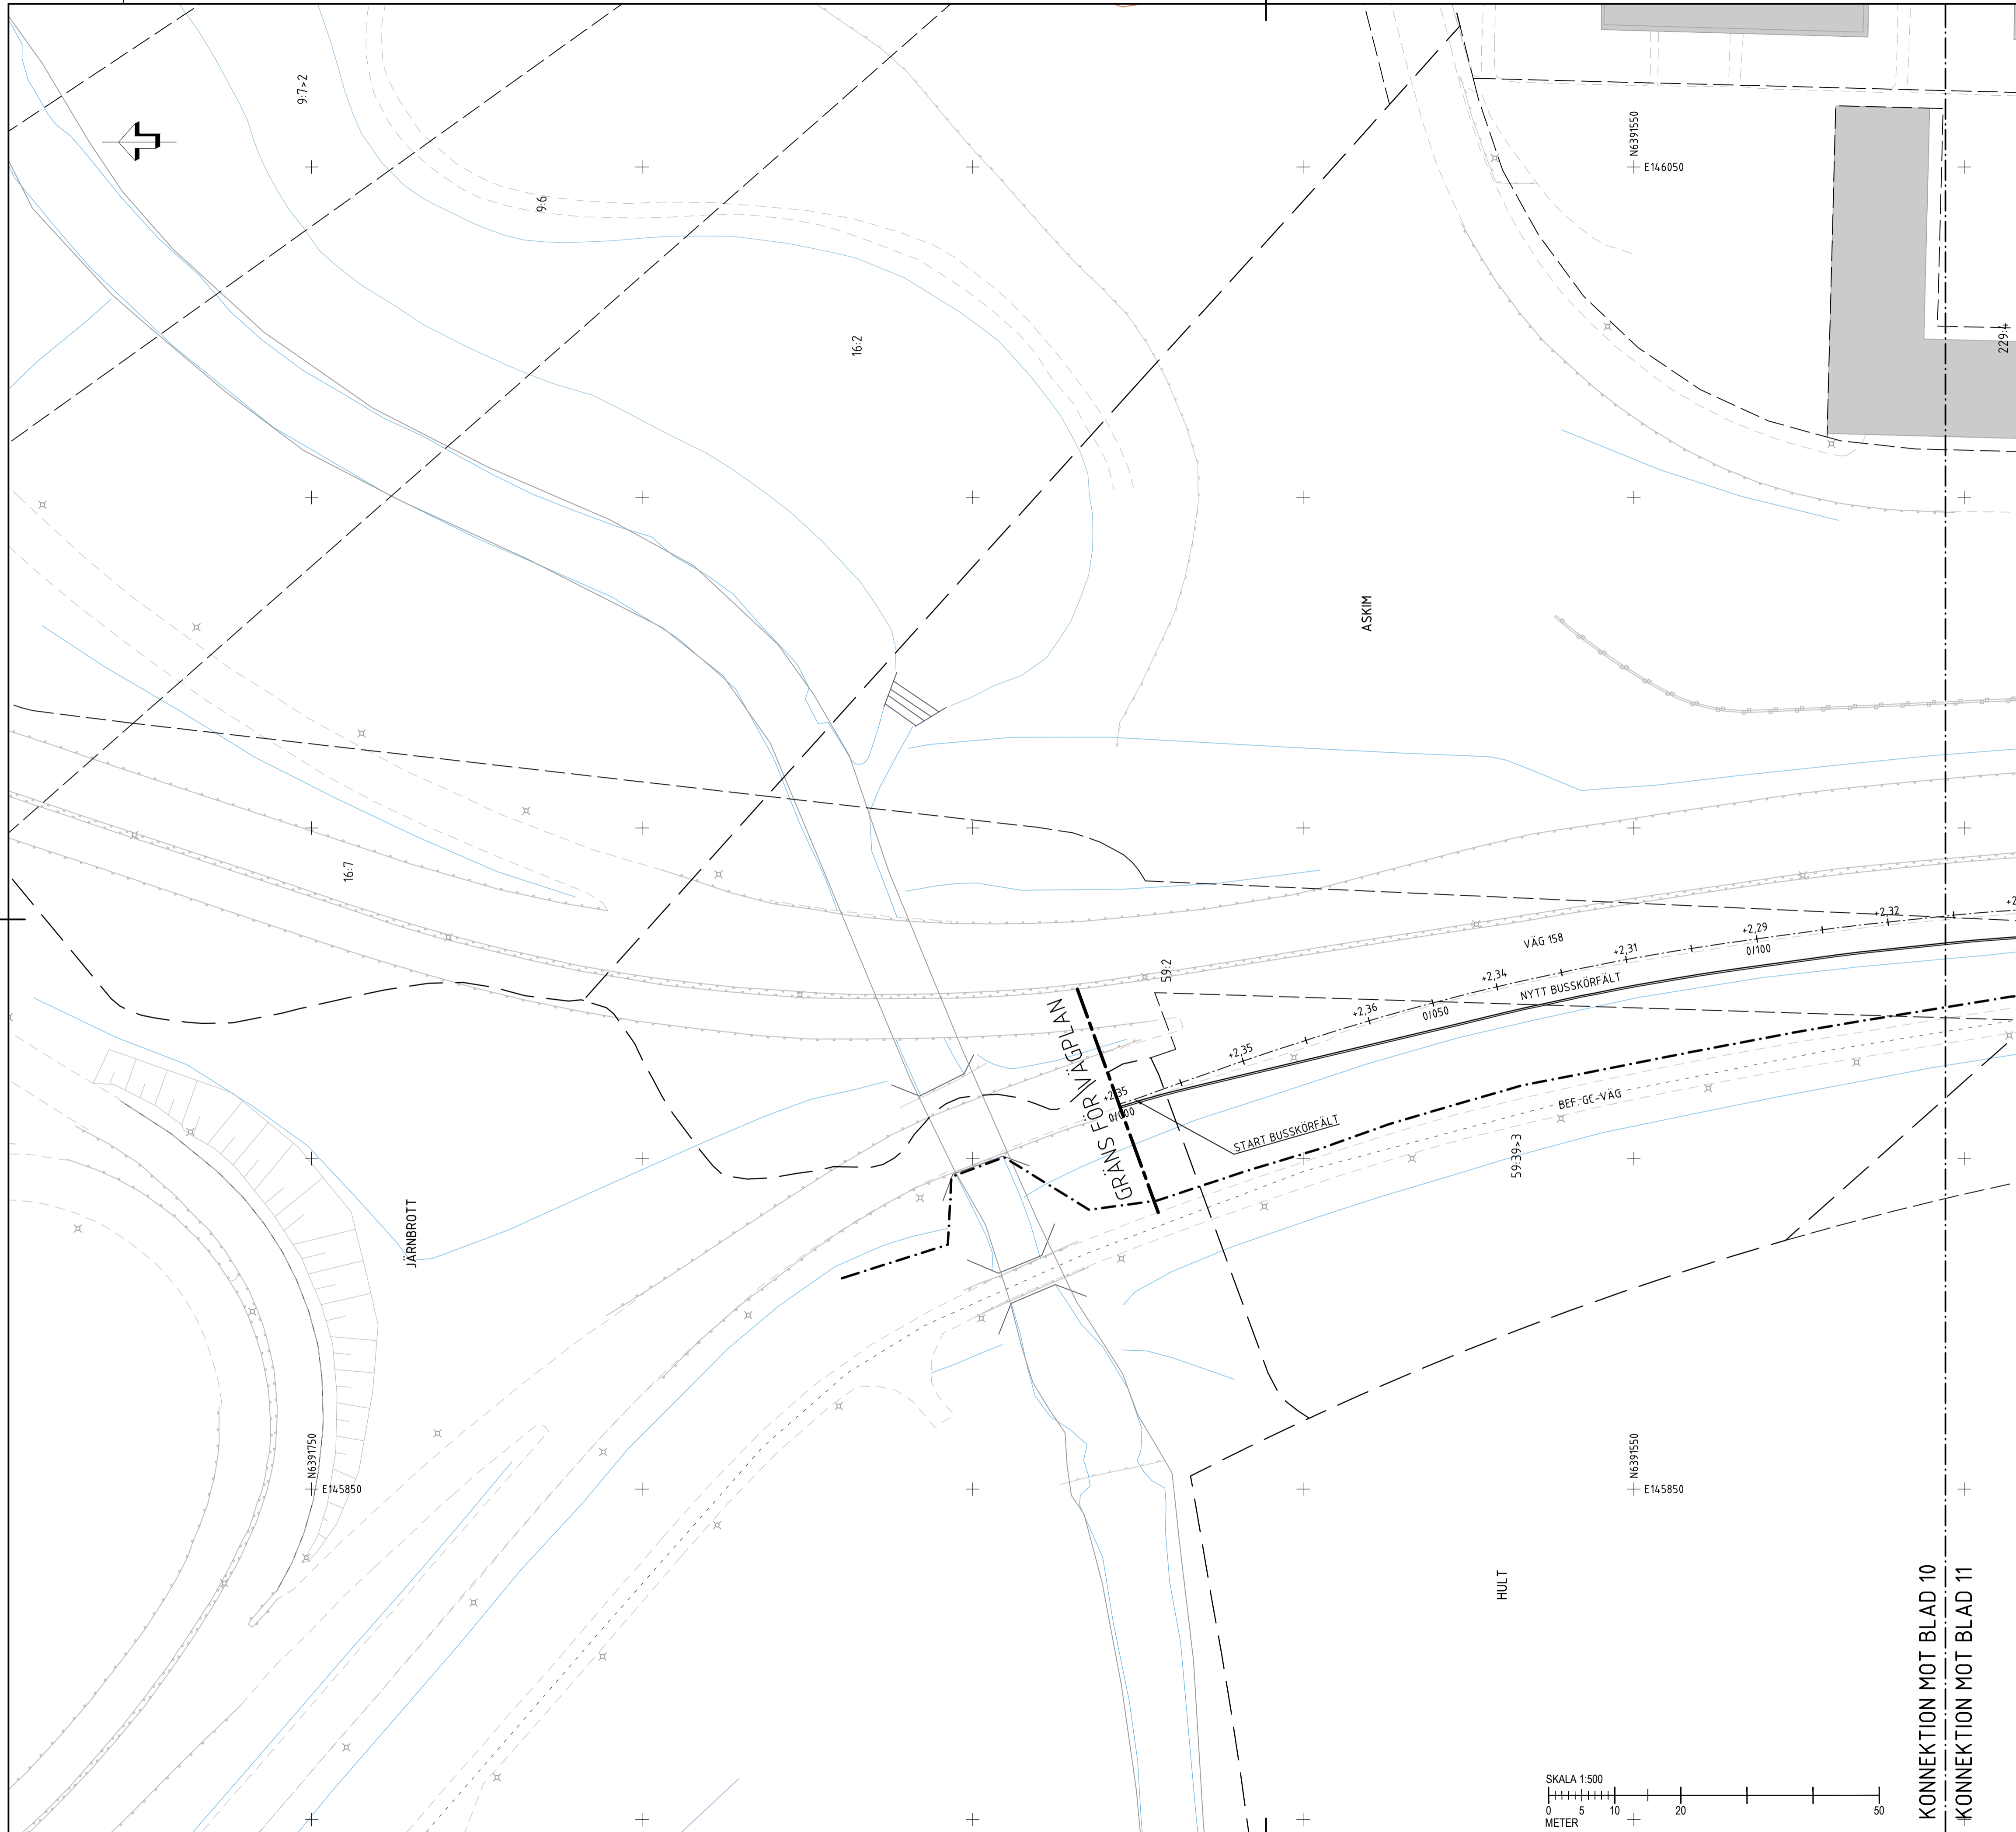 9:7>2
N6391550
E146050
9:6
16:2
229:4
ASKIM
16:7
+2,32
+2,29
0/100
VÄG 158
+2,31
59:2
+2,34
NYTT BUSSKÖRFÄLT
+2,36
0/050
+2,35
GRÄNS FÖR VÄGPLAN
+2,35
0/000
START BUSSKÖRFÄLT
BEF. GC-VÄG
59:39>3
JÄRNBROTT
N6391750
E145850
N6391550
E145850
HULT
KONNEKTION MOT BLAD 10
KONNEKTION MOT BLAD 11
SKALA 1:500
0 5 10 20 50
METER